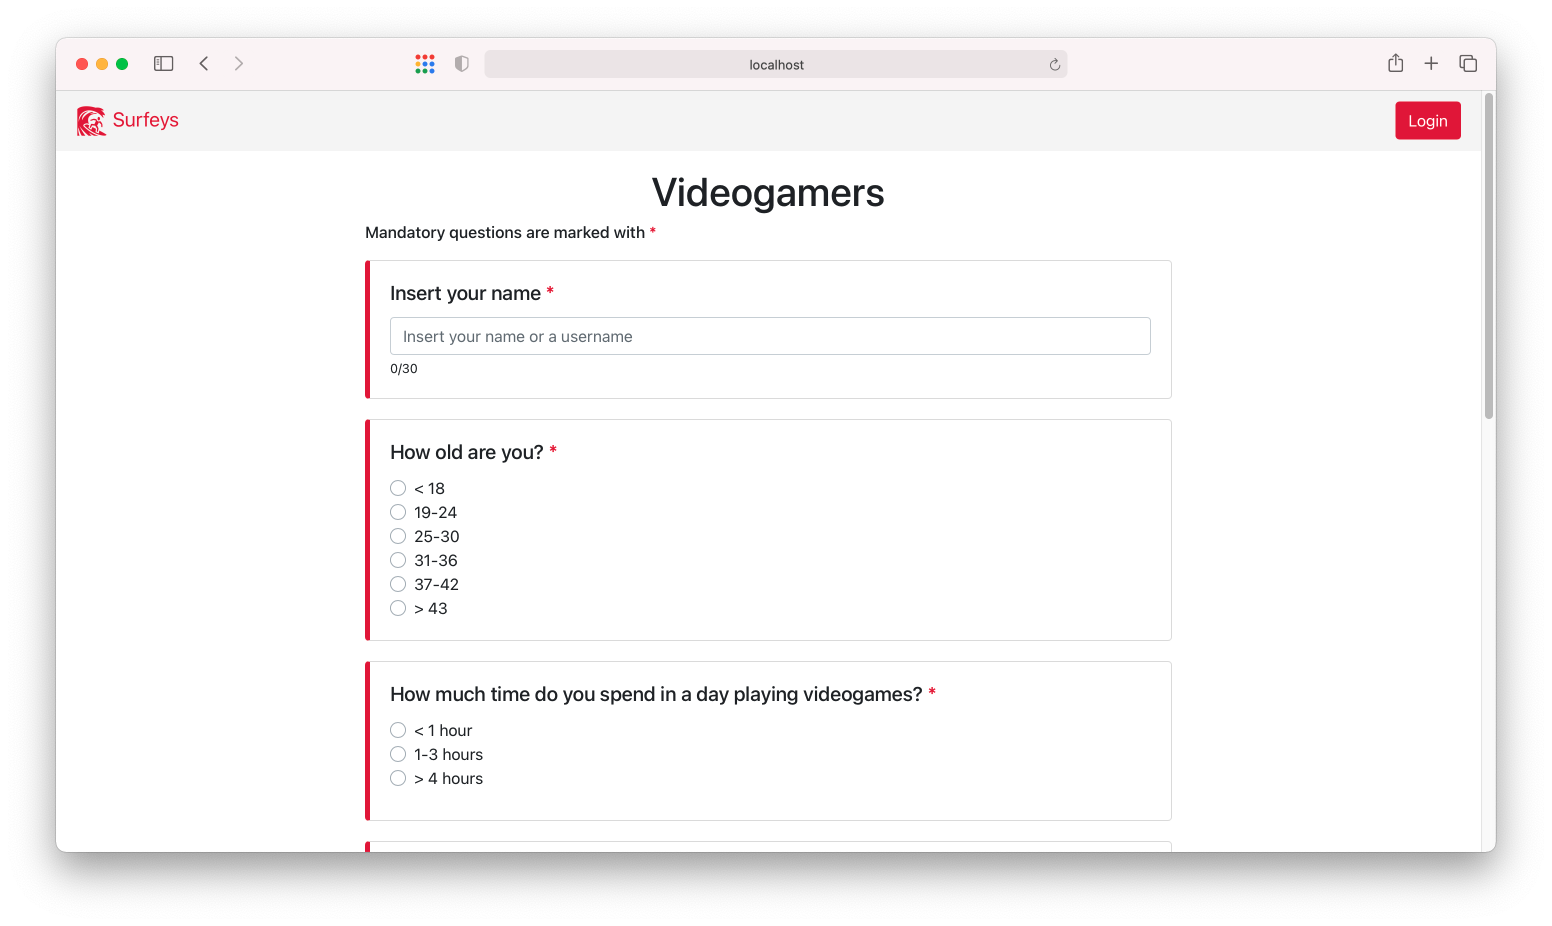 localhost
Surfeys
Login
Videogamers
Mandatory questions are marked with *
Insert your name *
Insert your name or a username
0/30
How old are you? *
< 18
19-24
25-30
31-36
37-42
> 43
How much time do you spend in a day playing videogames? *
< 1 hour
1-3 hours
> 4 hours